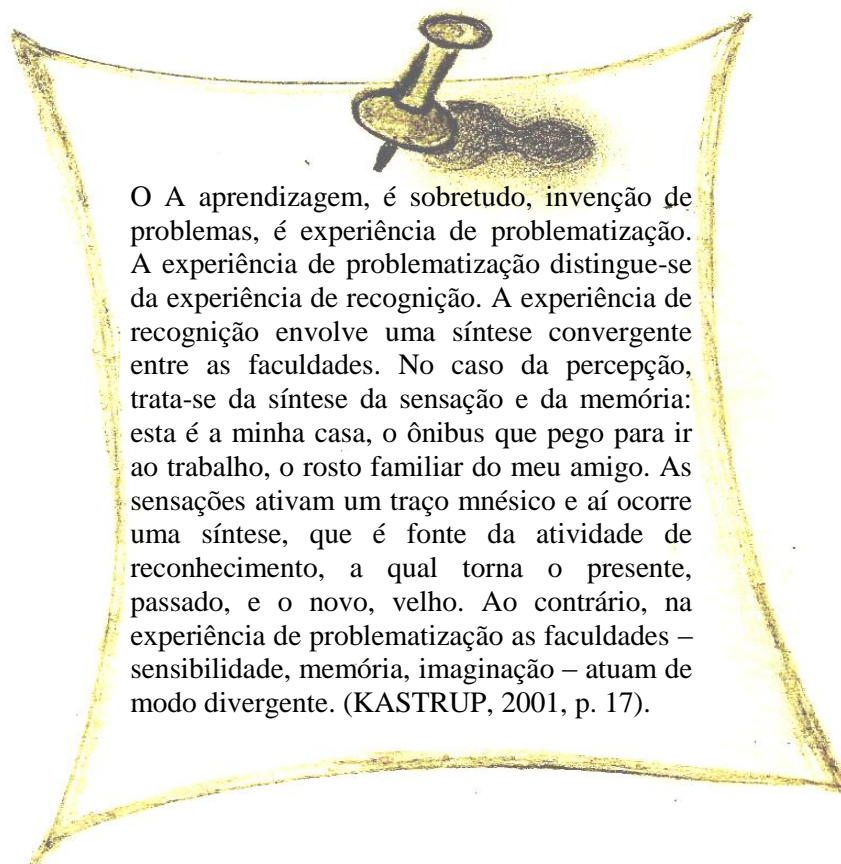 O A aprendizagem, é sobretudo, invenção de
problemas, é experiência de problematização.
A experiência de problematização distingue-se
da experiência de recognição. A experiência de
recognição envolve uma síntese convergente
entre as faculdades. No caso da percepção,
trata-se da síntese da sensação e da memória:
esta é a minha casa, o ônibus que pego para ir
ao trabalho, o rosto familiar do meu amigo. As
sensações ativam um traço mnésico e aí ocorre
uma síntese, que é fonte da atividade de
reconhecimento, a qual torna o presente,
passado, e o novo, velho. Ao contrário, na
experiência de problematização as faculdades –
sensibilidade, memória, imaginação – atuam de
modo divergente. (KASTRUP, 2001, p. 17).